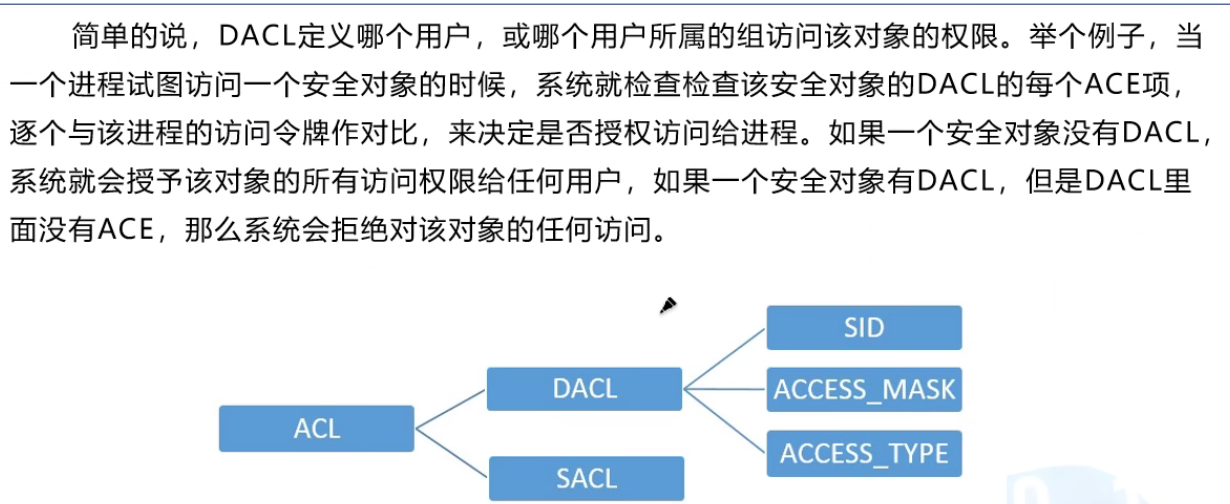 简单的说，DACL定义哪个用户，或哪个用户所属的组访问该对象的权限。举个例子，当
一个进程试图访问一个安全对象的时候，系统就检查检查该安全对象的DACL的每个ACE项，
逐个与该进程的访问令牌作对比，来决定是否授权访问给进程。如果一个安全对象没有DACL，
系统就会授予该对象的所有访问权限给任何用户，如果一个安全对象有DACL，但是DACL里
面没有ACE，那么系统会拒绝对该对象的任何访问。
SID
DACL
ACCESS_MASK
ACL
ACCESS_TYPE
SACL